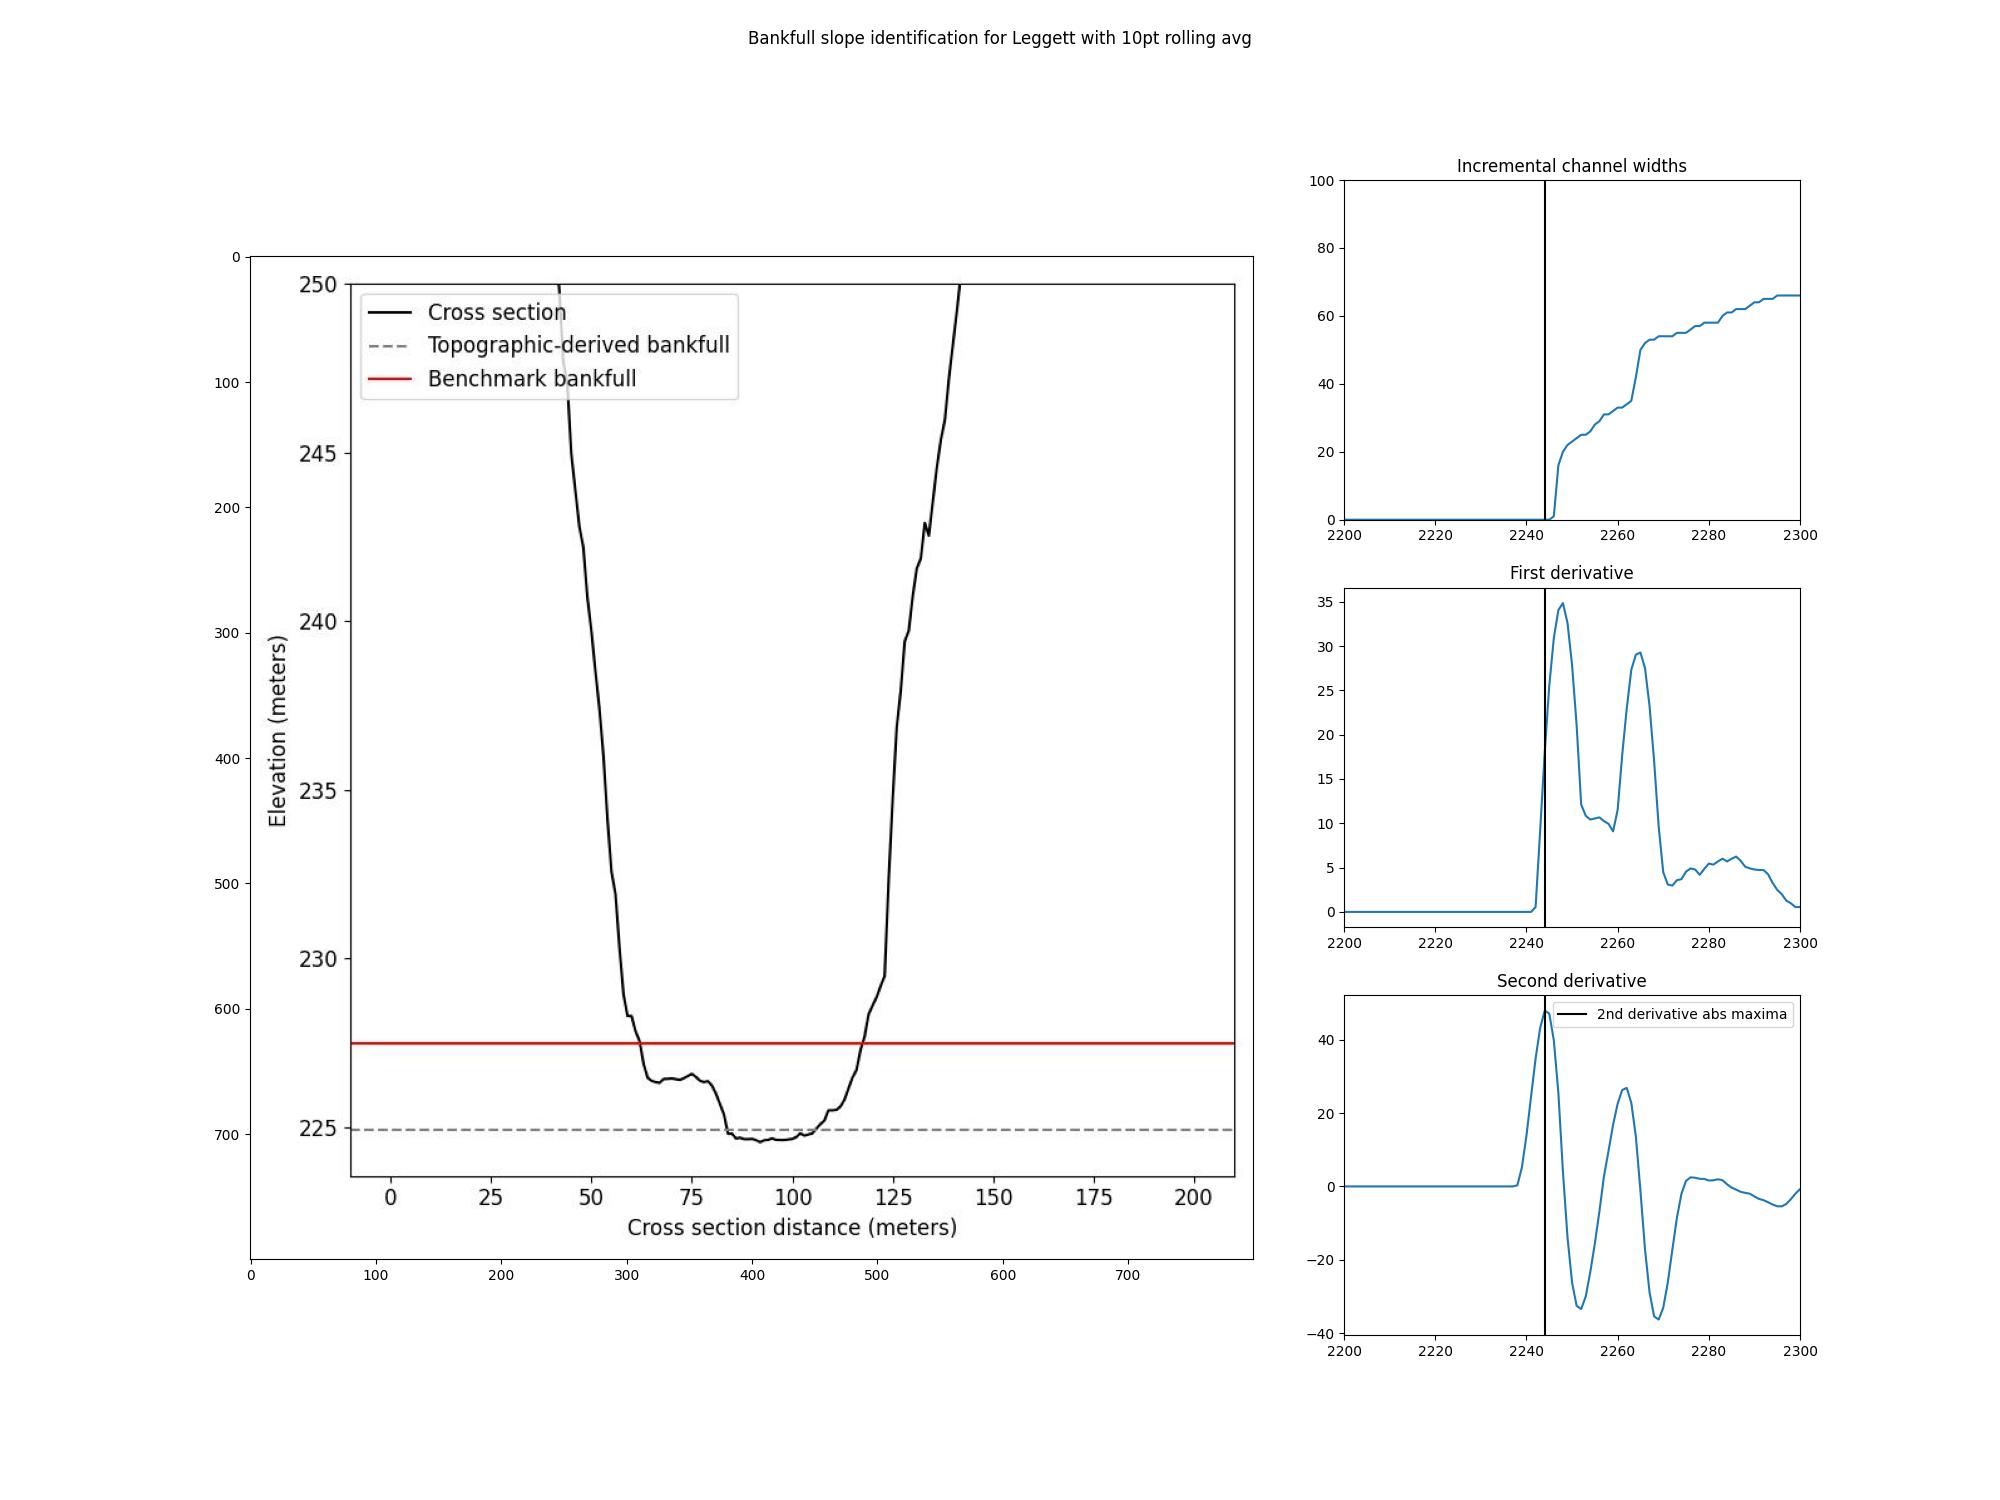 Bankfull slope identification for Leggett with 10pt rolling avg
0
100
200
300
400
500
600
700
250
245
240
235
230
225
Elevation (meters)
Cross section
Topographic-derived bankfull
Benchmark bankfull
0 25 50 75 100 125 150 175 200
Cross section distance (meters)
0 100 200 300 400 500 600 700
Incremental channel widths
100
80
60
40
20
0
2200 2220 2240 2260 2280 2300
First derivative
35
30
25
20
15
10
5
0
2200 2220 2240 2260 2280 2300
Second derivative
2nd derivative abs maxima
40
20
0
−20
−40
2200 2220 2240 2260 2280 2300